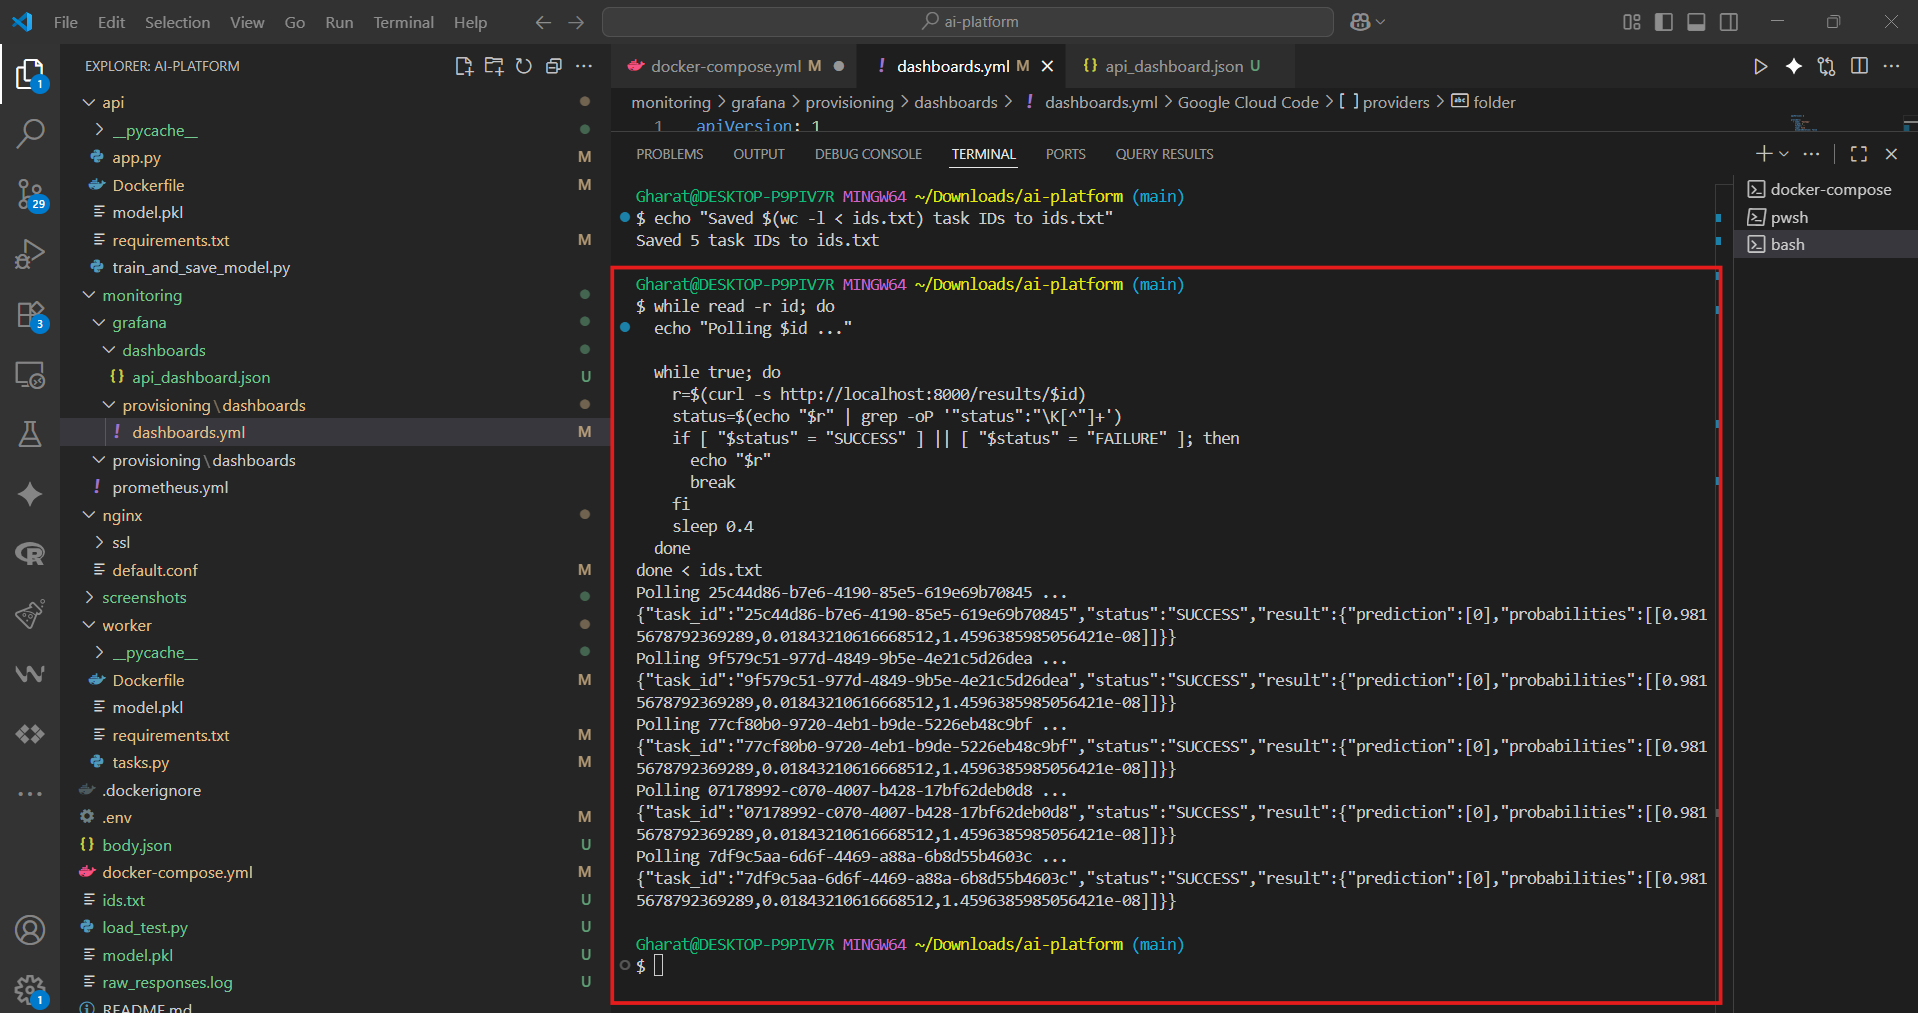 File Edit Selection View Go Run Terminal Help
ai-platform
EXPLORER: AI-PLATFORM
docker-compose.yml M
dashboards.yml M
api_dashboard.json U
monitoring > grafana > provisioning > dashboards > ! dashboards.yml > Google Cloud Code > [ ] providers > abc folder
1 apiVersion: 1
PROBLEMS OUTPUT DEBUG CONSOLE TERMINAL PORTS QUERY RESULTS
1
29
3
1
api
__pycache__
app.py M
Dockerfile M
model.pkl
requirements.txt M
train_and_save_model.py
monitoring
grafana
dashboards
api_dashboard.json U
provisioning\dashboards
dashboards.yml M
provisioning\dashboards
prometheus.yml
nginx
ssl
default.conf M
screenshots
worker
__pycache__
Dockerfile M
model.pkl
requirements.txt M
tasks.py M
.dockerignore
.env M
body.json U
docker-compose.yml M
ids.txt U
load_test.py U
model.pkl U
raw_responses.log U
README.md
Gharat@DESKTOP-P9PIV7R MINGW64 ~/Downloads/ai-platform (main)
$ echo "Saved $(wc -l < ids.txt) task IDs to ids.txt"
Saved 5 task IDs to ids.txt
Gharat@DESKTOP-P9PIV7R MINGW64 ~/Downloads/ai-platform (main)
$ while read -r id; do
echo "Polling $id ..."
while true; do
r=$(curl -s http://localhost:8000/results/$id)
status=$(echo "$r" | grep -oP '"status":"\K[^"]+')
if [ "$status" = "SUCCESS" ] || [ "$status" = "FAILURE" ]; then
echo "$r"
break
fi
sleep 0.4
done
done < ids.txt
Polling 25c44d86-b7e6-4190-85e5-619e69b70845 ...
{"task_id":"25c44d86-b7e6-4190-85e5-619e69b70845","status":"SUCCESS","result":{"prediction":[0],"probabilities":[[0.981
5678792369289,0.01843210616668512,1.4596385985056421e-08]]}}
Polling 9f579c51-977d-4849-9b5e-4e21c5d26dea ...
{"task_id":"9f579c51-977d-4849-9b5e-4e21c5d26dea","status":"SUCCESS","result":{"prediction":[0],"probabilities":[[0.981
5678792369289,0.01843210616668512,1.4596385985056421e-08]]}}
Polling 77cf80b0-9720-4eb1-b9de-5226eb48c9bf ...
{"task_id":"77cf80b0-9720-4eb1-b9de-5226eb48c9bf","status":"SUCCESS","result":{"prediction":[0],"probabilities":[[0.981
5678792369289,0.01843210616668512,1.4596385985056421e-08]]}}
Polling 07178992-c070-4007-b428-17bf62deb0d8 ...
{"task_id":"07178992-c070-4007-b428-17bf62deb0d8","status":"SUCCESS","result":{"prediction":[0],"probabilities":[[0.981
5678792369289,0.01843210616668512,1.4596385985056421e-08]]}}
Polling 7df9c5aa-6d6f-4469-a88a-6b8d55b4603c ...
{"task_id":"7df9c5aa-6d6f-4469-a88a-6b8d55b4603c","status":"SUCCESS","result":{"prediction":[0],"probabilities":[[0.981
5678792369289,0.01843210616668512,1.4596385985056421e-08]]}}
Gharat@DESKTOP-P9PIV7R MINGW64 ~/Downloads/ai-platform (main)
$
docker-compose
pwsh
bash